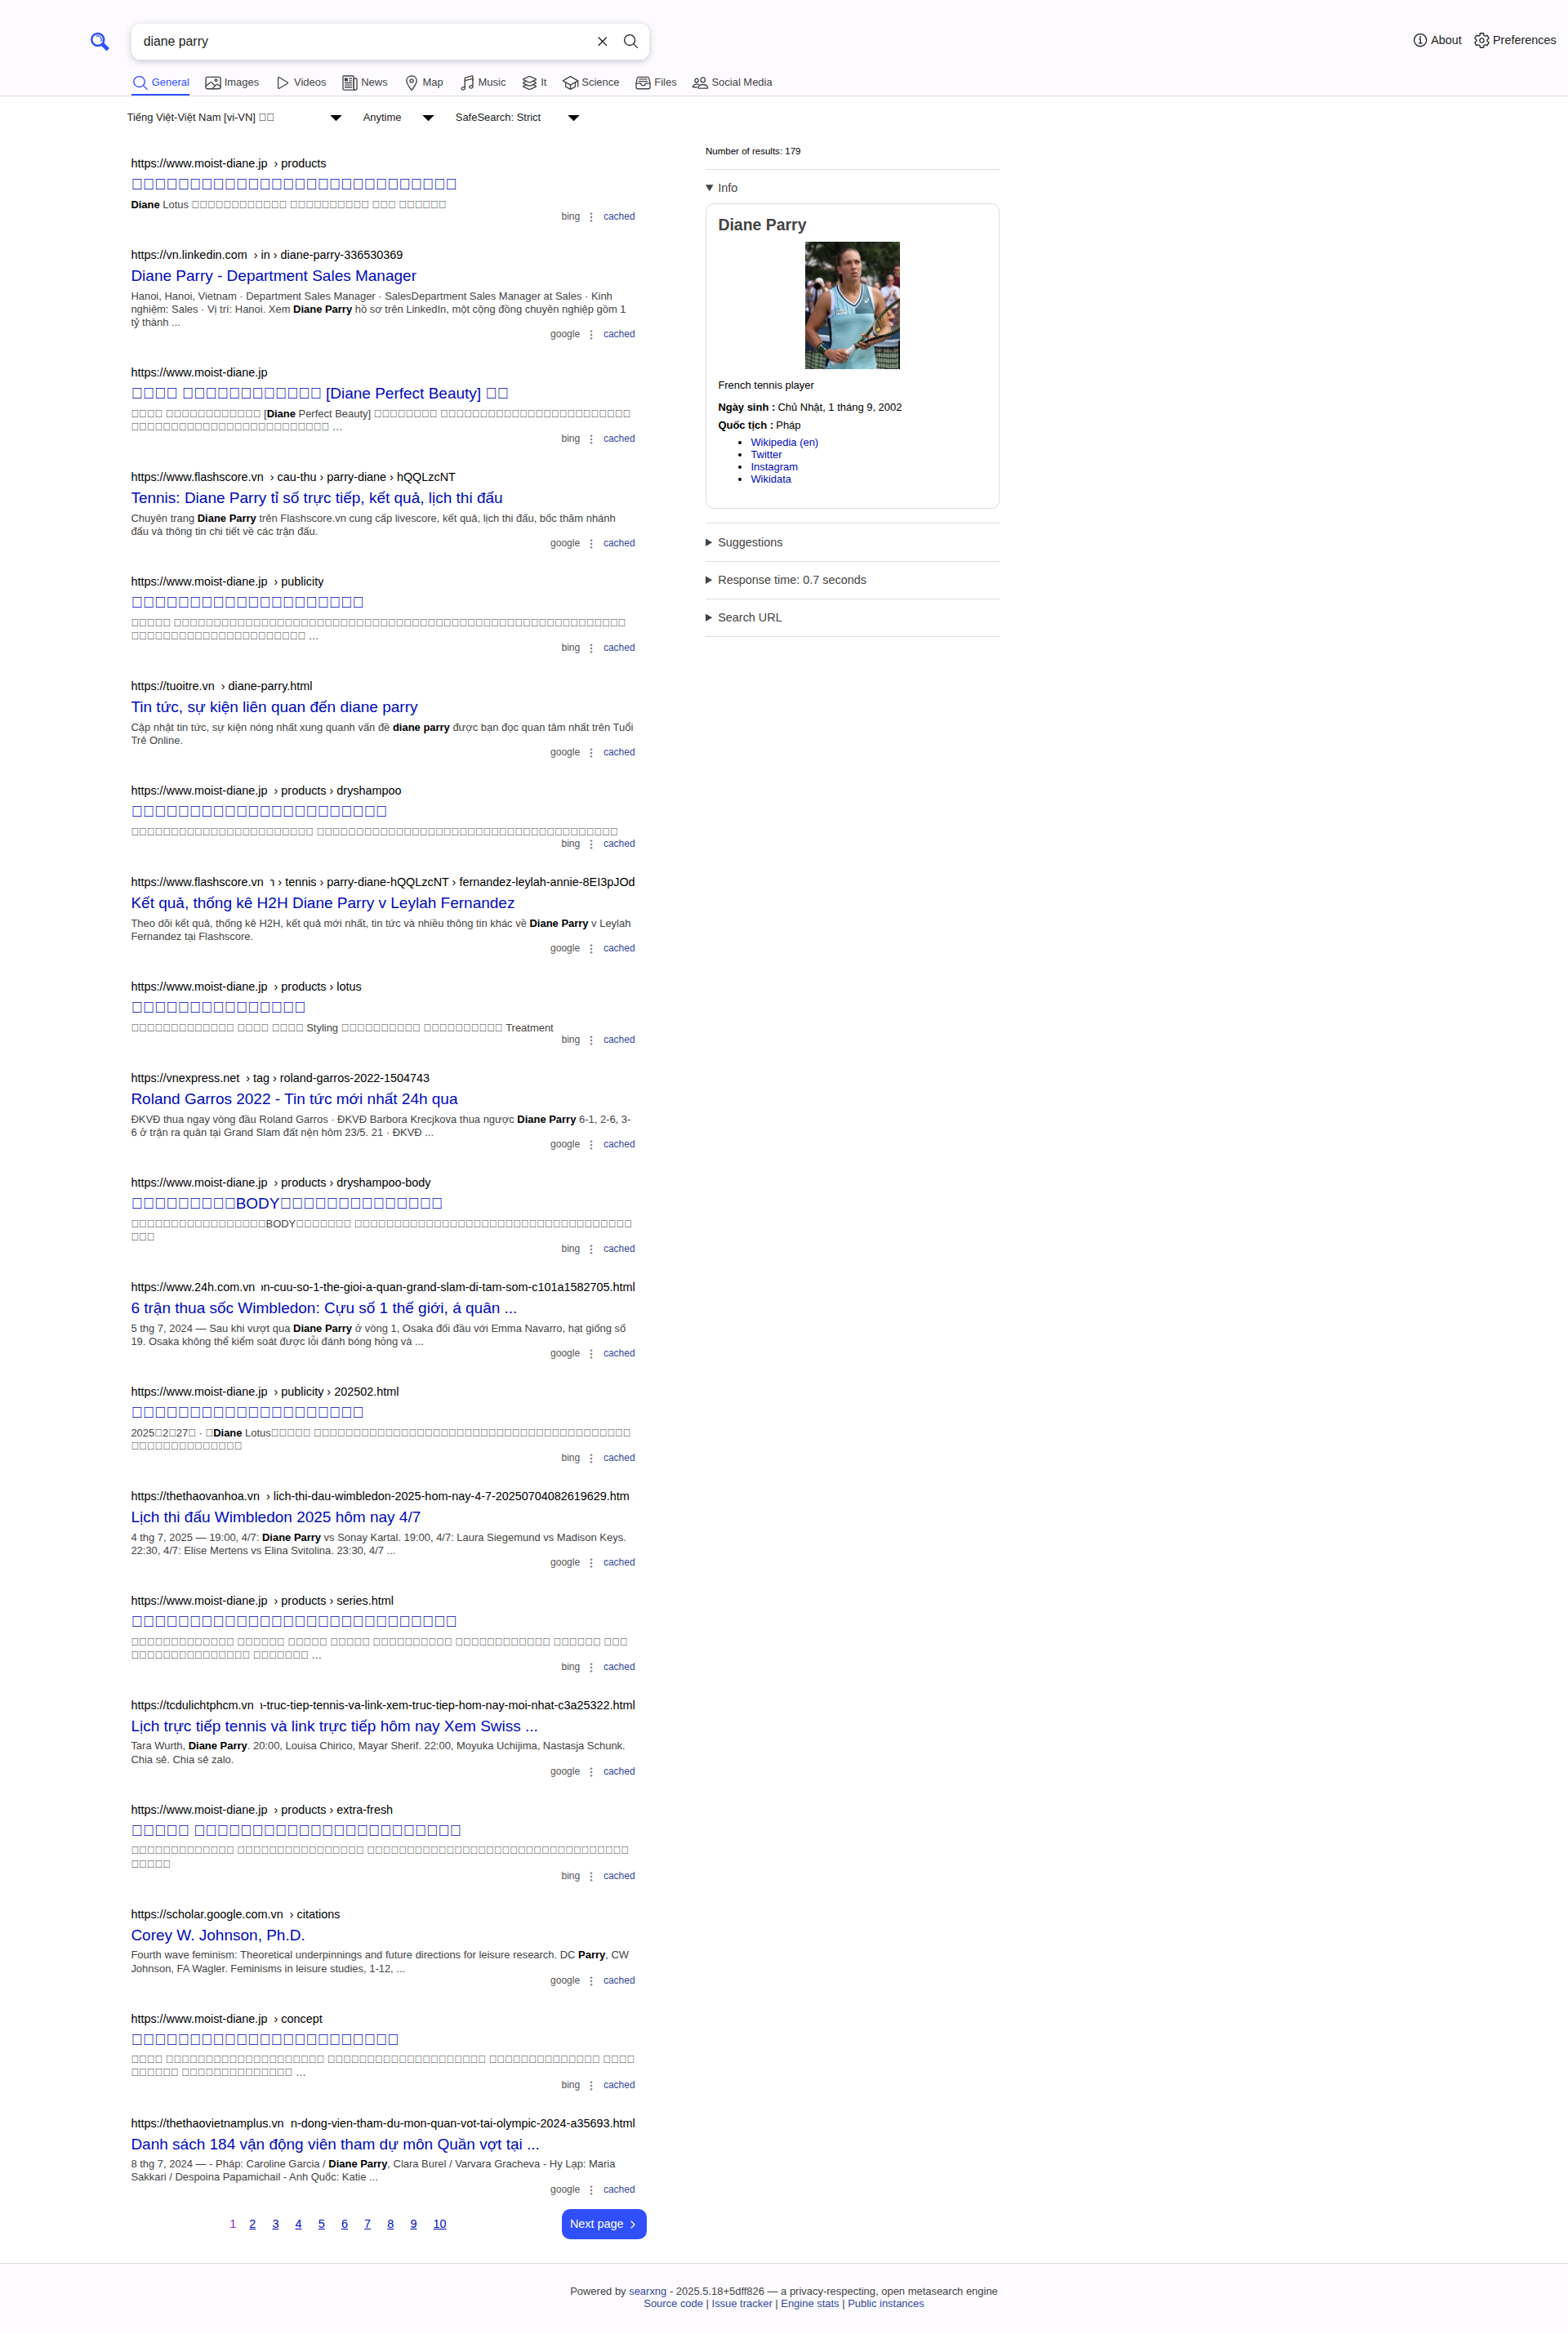 diane parry
About
Preferences
General
Images
Videos
News
Map
Music
It
Science
Files
Social Media
Tiếng Việt-Việt Nam [vi-VN]
Anytime
SafeSearch: Strict
https://www.moist-diane.jp › products
Diane Lotus
bing
cached
https://vn.linkedin.com › in › diane-parry-336530369
Diane Parry - Department Sales Manager
Hanoi, Hanoi, Vietnam · Department Sales Manager · SalesDepartment Sales Manager at Sales · Kinh
nghiệm: Sales · Vị trí: Hanoi. Xem Diane Parry hồ sơ trên LinkedIn, một cộng đồng chuyên nghiệp gồm 1
tỷ thành ...
google
cached
https://www.moist-diane.jp
[Diane Perfect Beauty]
[Diane Perfect Beauty]
...
bing
cached
https://www.flashscore.vn › cau-thu › parry-diane › hQQLzcNT
Tennis: Diane Parry tỉ số trực tiếp, kết quả, lịch thi đấu
Chuyên trang Diane Parry trên Flashscore.vn cung cấp livescore, kết quả, lịch thi đấu, bốc thăm nhánh
đấu và thông tin chi tiết về các trận đấu.
google
cached
https://www.moist-diane.jp › publicity
...
bing
cached
https://tuoitre.vn › diane-parry.html
Tin tức, sự kiện liên quan đến diane parry
Cập nhật tin tức, sự kiện nóng nhất xung quanh vấn đề diane parry được bạn đọc quan tâm nhất trên Tuổi
Trẻ Online.
google
cached
https://www.moist-diane.jp › products › dryshampoo
bing
cached
https://www.flashscore.vn › tennis › parry-diane-hQQLzcNT › fernandez-leylah-annie-8EI3pJOd
Kết quả, thống kê H2H Diane Parry v Leylah Fernandez
Theo dõi kết quả, thống kê H2H, kết quả mới nhất, tin tức và nhiều thông tin khác về Diane Parry v Leylah
Fernandez tại Flashscore.
google
cached
https://www.moist-diane.jp › products › lotus
Styling Treatment
bing
cached
https://vnexpress.net › tag › roland-garros-2022-1504743
Roland Garros 2022 - Tin tức mới nhất 24h qua
ĐKVĐ thua ngay vòng đầu Roland Garros · ĐKVĐ Barbora Krecjkova thua ngược Diane Parry 6-1, 2-6, 3-
6 ở trận ra quân tại Grand Slam đất nện hôm 23/5. 21 · ĐKVĐ ...
google
cached
https://www.moist-diane.jp › products › dryshampoo-body
BODY
BODY
bing
cached
https://www.24h.com.vn n-cuu-so-1-the-gioi-a-quan-grand-slam-di-tam-som-c101a1582705.html
6 trận thua sốc Wimbledon: Cựu số 1 thế giới, á quân ...
5 thg 7, 2024 — Sau khi vượt qua Diane Parry ở vòng 1, Osaka đối đầu với Emma Navarro, hạt giống số
19. Osaka không thể kiểm soát được lỗi đánh bóng hỏng và ...
google
cached
https://www.moist-diane.jp › publicity › 202502.html
2025 2 27 · Diane Lotus
bing
cached
https://thethaovanhoa.vn › lich-thi-dau-wimbledon-2025-hom-nay-4-7-20250704082619629.htm
Lịch thi đấu Wimbledon 2025 hôm nay 4/7
4 thg 7, 2025 — 19:00, 4/7: Diane Parry vs Sonay Kartal. 19:00, 4/7: Laura Siegemund vs Madison Keys.
22:30, 4/7: Elise Mertens vs Elina Svitolina. 23:30, 4/7 ...
google
cached
https://www.moist-diane.jp › products › series.html
...
bing
cached
https://tcdulichtphcm.vn -truc-tiep-tennis-va-link-xem-truc-tiep-hom-nay-moi-nhat-c3a25322.html
Lịch trực tiếp tennis và link trực tiếp hôm nay Xem Swiss ...
Tara Wurth, Diane Parry. 20:00, Louisa Chirico, Mayar Sherif. 22:00, Moyuka Uchijima, Nastasja Schunk.
Chia sẻ. Chia sẻ zalo.
google
cached
https://www.moist-diane.jp › products › extra-fresh
bing
cached
https://scholar.google.com.vn › citations
Corey W. Johnson, Ph.D.
Fourth wave feminism: Theoretical underpinnings and future directions for leisure research. DC Parry, CW
Johnson, FA Wagler. Feminisms in leisure studies, 1-12, ...
google
cached
https://www.moist-diane.jp › concept
...
bing
cached
https://thethaovietnamplus.vn n-dong-vien-tham-du-mon-quan-vot-tai-olympic-2024-a35693.html
Danh sách 184 vận động viên tham dự môn Quần vợt tại ...
8 thg 7, 2024 — - Pháp: Caroline Garcia / Diane Parry, Clara Burel / Varvara Gracheva - Hy Lạp: Maria
Sakkari / Despoina Papamichail - Anh Quốc: Katie ...
google
cached
1 2 3 4 5 6 7 8 9 10
Next page
Number of results: 179
Info
Diane Parry
French tennis player
Ngày sinh : Chủ Nhật, 1 tháng 9, 2002
Quốc tịch : Pháp
Wikipedia (en)
Twitter
Instagram
Wikidata
Suggestions
Response time: 0.7 seconds
Search URL
Powered by searxng - 2025.5.18+5dff826 — a privacy-respecting, open metasearch engine
Source code | Issue tracker | Engine stats | Public instances